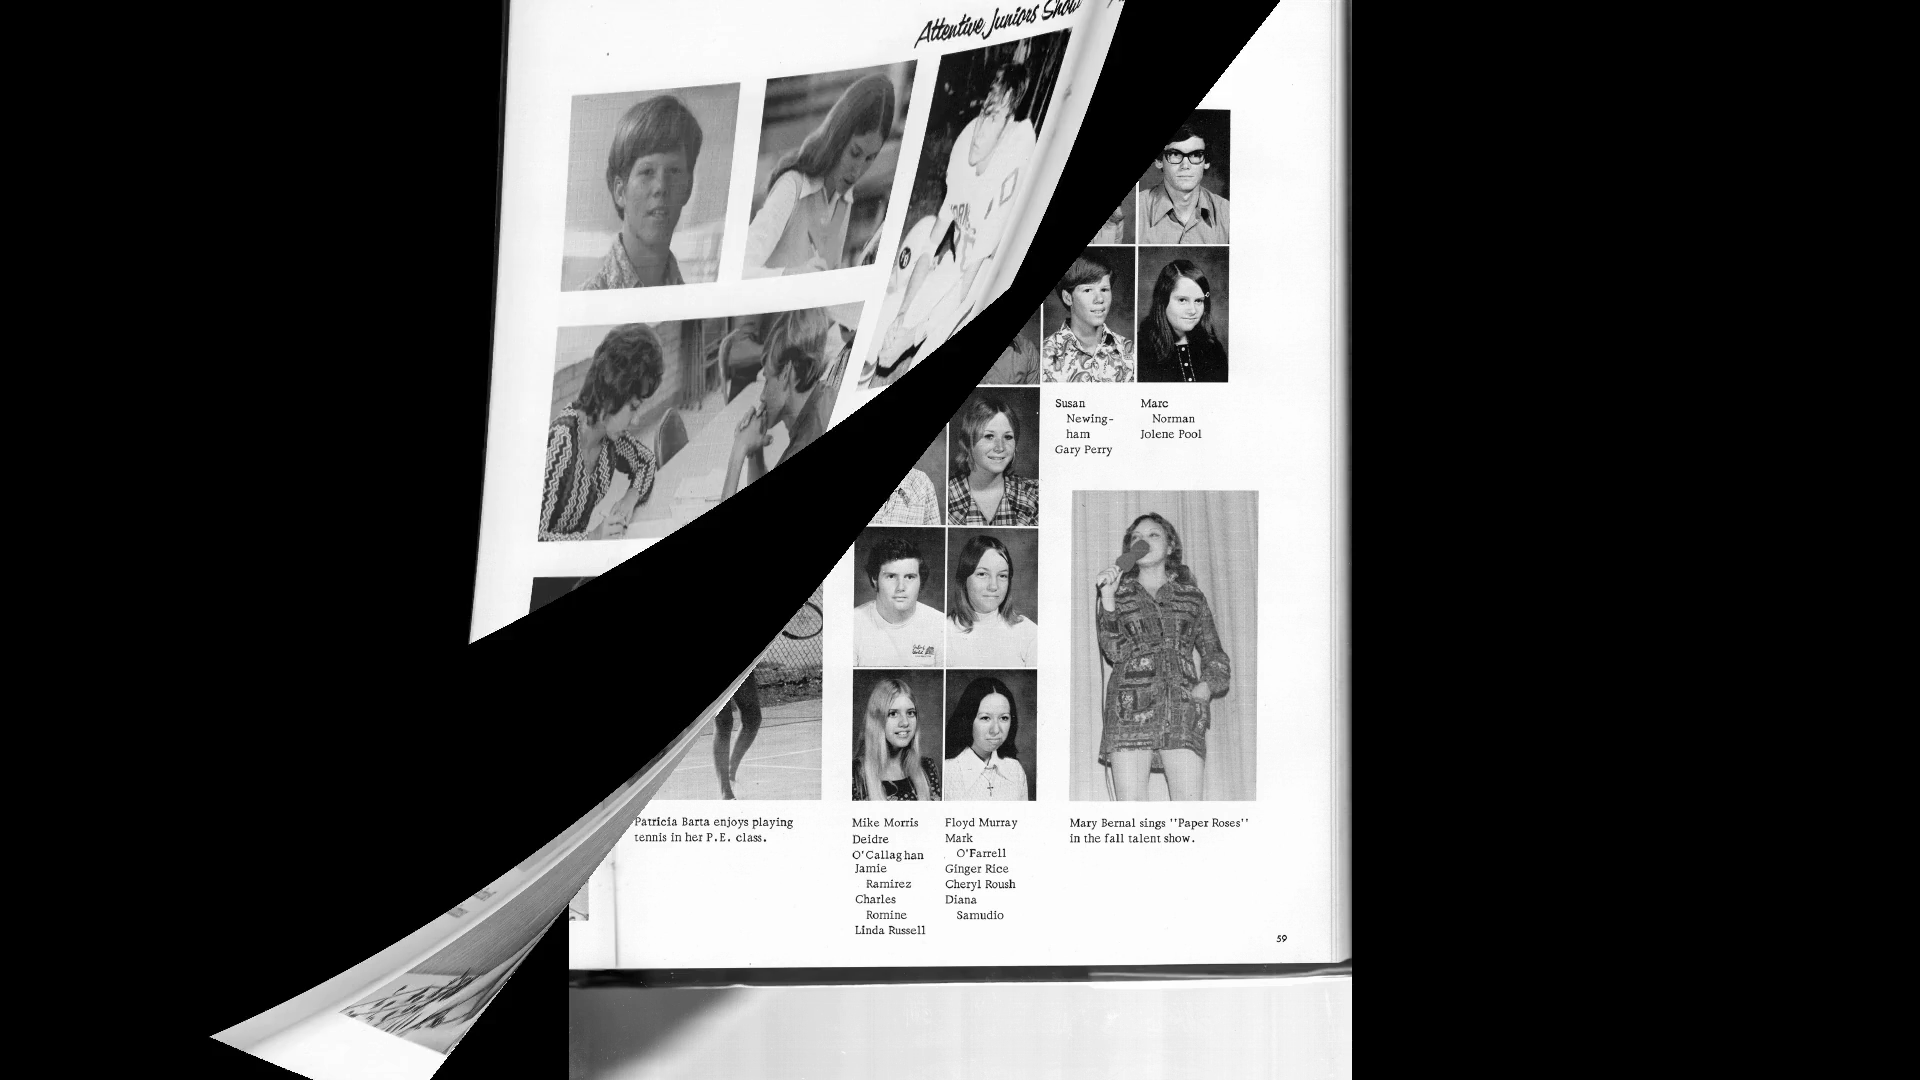 Attentive Juniors Show
Susan
Newing-
ham
Gary Perry
Marc
Norman
Jolene Pool
Patricia Barta enjoys playing
tennis in her P.E. class.
Mike Morris
Deidre
O'Callaghan
Jamie
Ramirez
Charles
Romine
Linda Russell
Floyd Murray
Mark
O'Farrell
Ginger Rice
Cheryl Roush
Diana
Samudio
Mary Bernal sings "Paper Roses"
in the fall talent show.
59